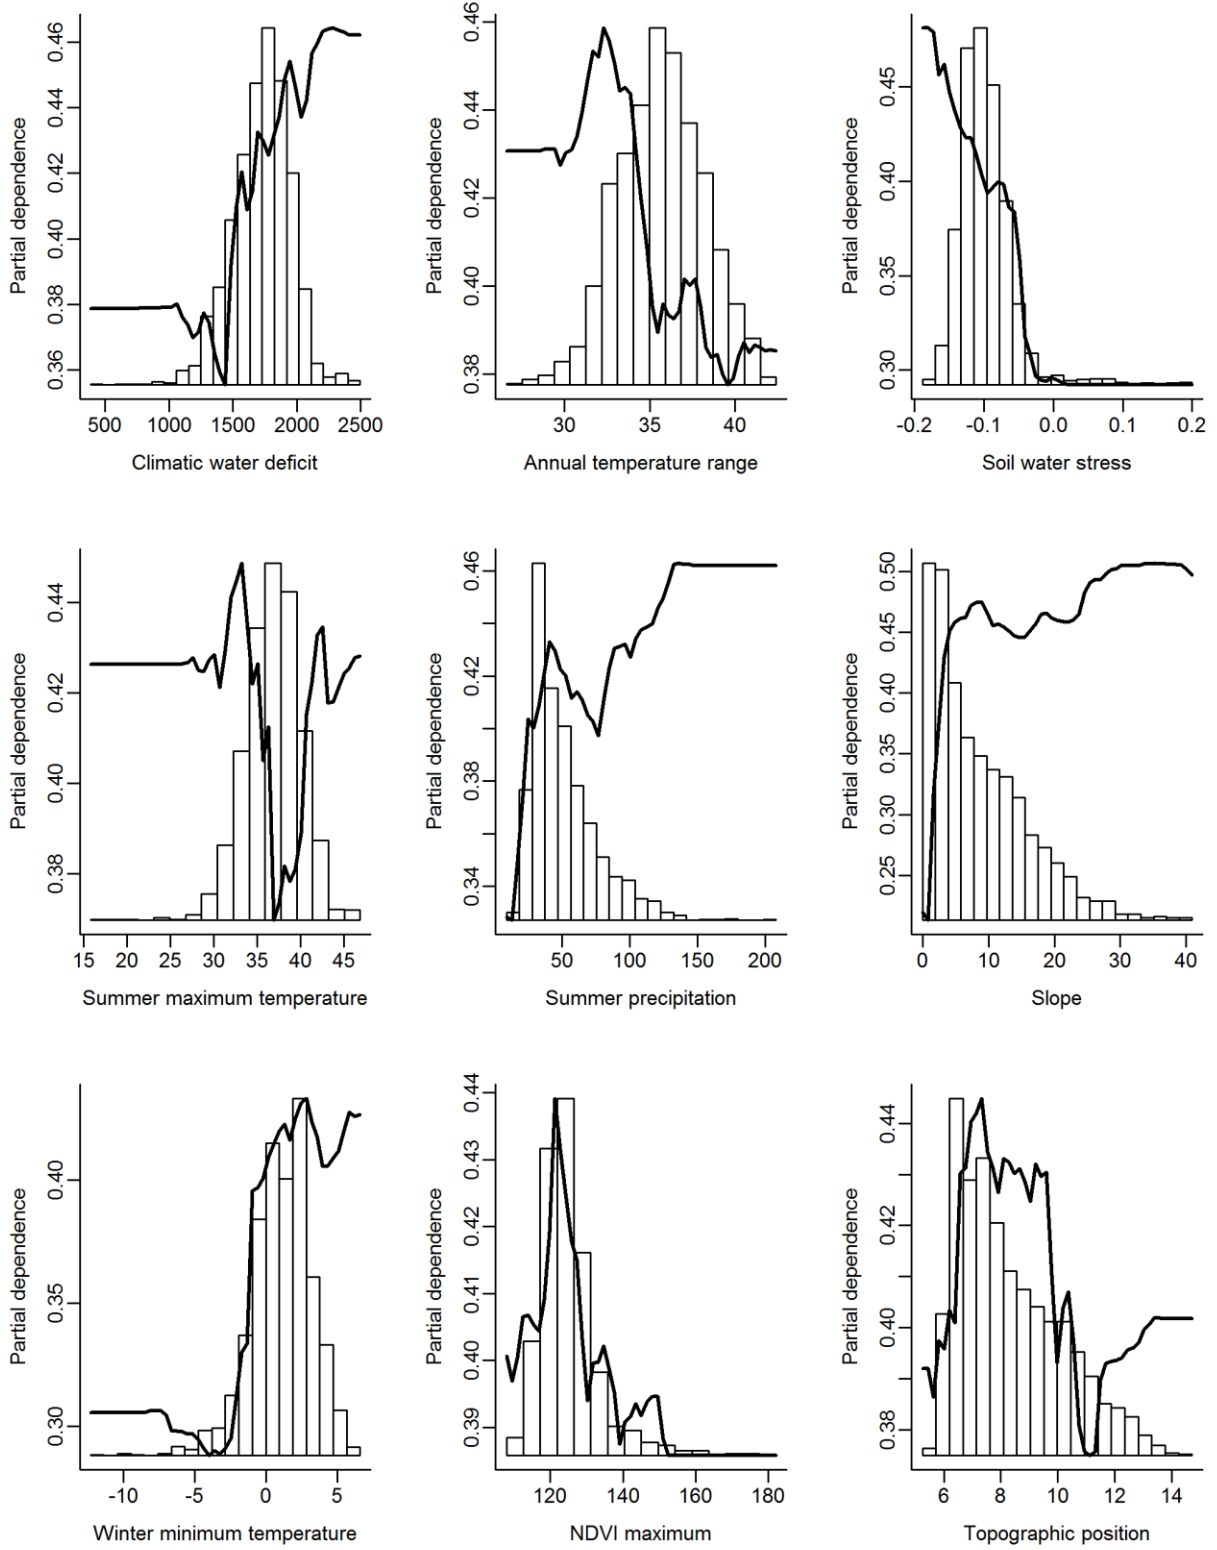 Partial dependence
0.36 0.38 0.40 0.42 0.44 0.46
500 1000 1500 2000 2500
Climatic water deficit
Partial dependence
0.38 0.40 0.42 0.44 0.46
30 35 40
Annual temperature range
Partial dependence
0.30 0.35 0.40 0.45
-0.2 -0.1 0.0 0.1 0.2
Soil water stress
Partial dependence
0.38 0.40 0.42 0.44
15 20 25 30 35 40 45
Summer maximum temperature
Partial dependence
0.34 0.38 0.42 0.46
50 100 150 200
Summer precipitation
Partial dependence
0.25 0.30 0.35 0.40 0.45 0.50
0 10 20 30 40
Slope
Partial dependence
0.30 0.35 0.40
-10 -5 0 5
Winter minimum temperature
Partial dependence
0.39 0.40 0.41 0.42 0.43 0.44
120 140 160 180
NDVI maximum
Partial dependence
0.38 0.40 0.42 0.44
6 8 10 12 14
Topographic position